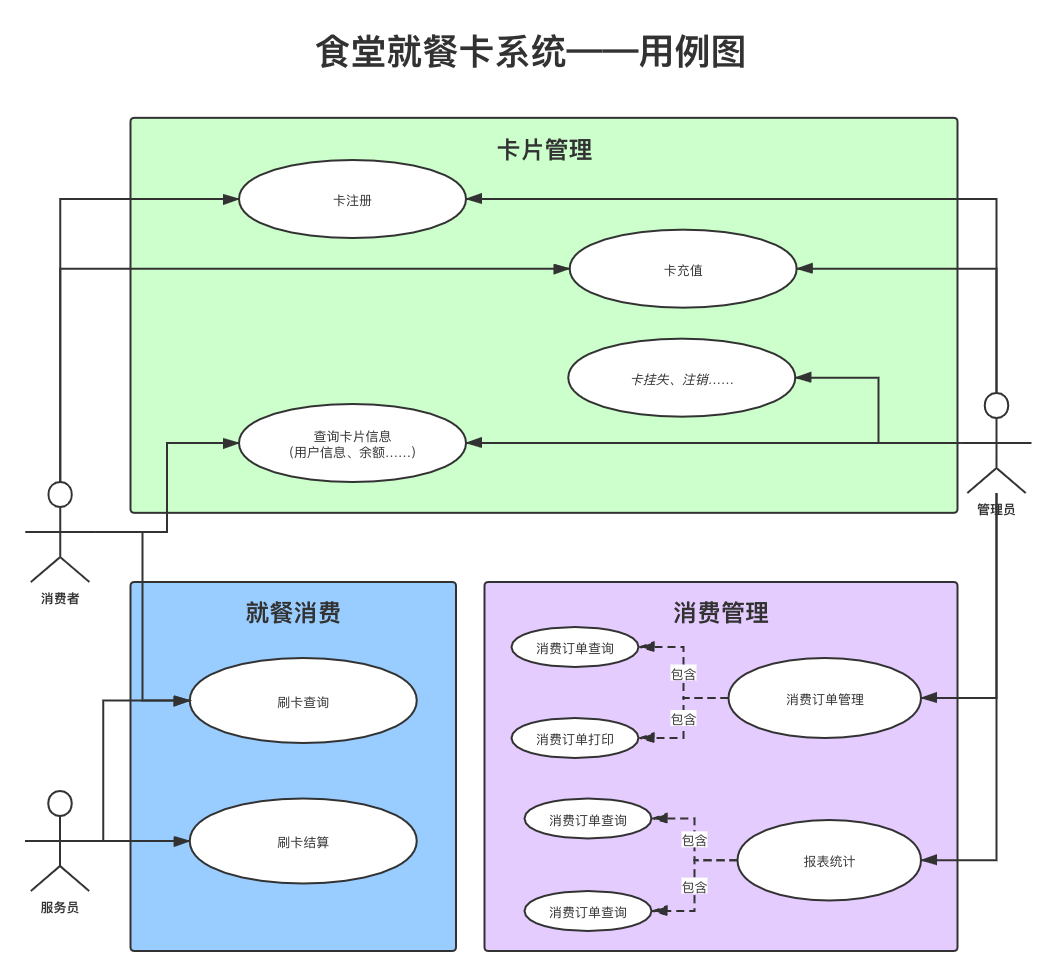 食堂就餐卡系统——用例图
卡片管理
卡注册
卡充值
卡挂失、注销……
查询卡片信息
(用户信息、余额……)
管理员
消费者
就餐消费
刷卡查询
刷卡结算
服务员
消费管理
消费订单查询
包含
消费订单管理
包含
消费订单打印
消费订单查询
包含
报表统计
包含
消费订单查询